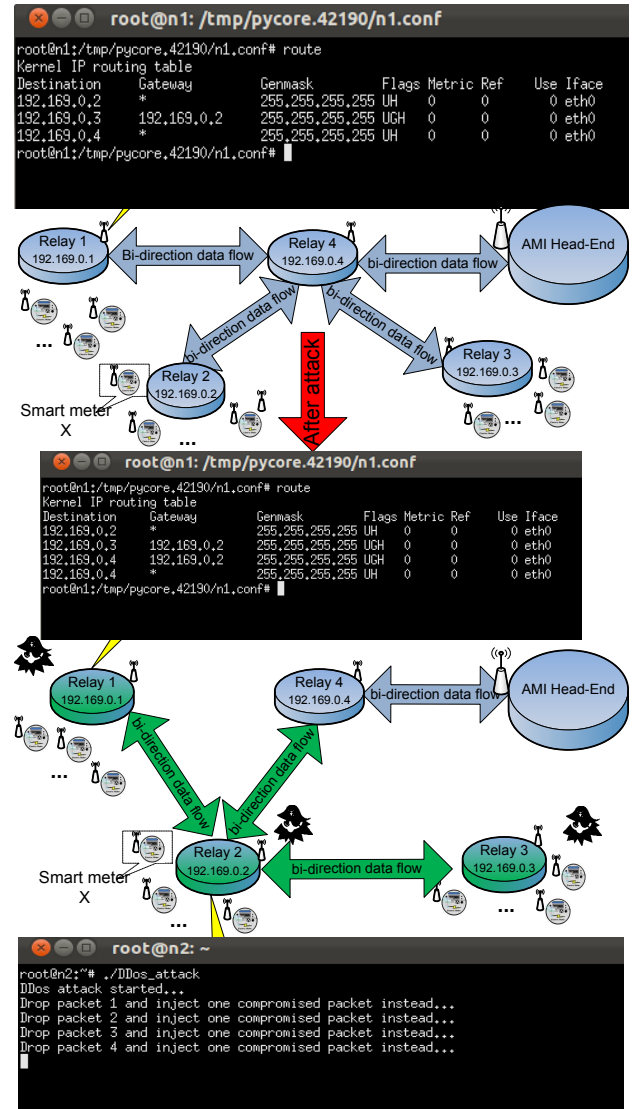 root@n1: /tmp/pycore.42190/n1.conf
root@n1:/tmp/pycore.42190/n1.conf# route
Kernel IP routing table
Destination Gateway Genmask Flags Metric Ref Use Iface
192.169.0.2 * 255.255.255.255 UH 0 0 0 eth0
192.169.0.3 192.169.0.2 255.255.255.255 UGH 0 0 0 eth0
192.169.0.4 * 255.255.255.255 UH 0 0 0 eth0
root@n1:/tmp/pycore.42190/n1.conf#
Relay 1
192.169.0.1
Bi-direction data flow
Relay 4
192.169.0.4
bi-direction data flow
AMI Head-End
bi-direction data flow
bi-direction data flow
...
Relay 2
192.169.0.2
Relay 3
192.169.0.3
Smart meter
X
...
...
After attack
root@n1: /tmp/pycore.42190/n1.conf
root@n1:/tmp/pycore.42190/n1.conf# route
Kernel IP routing table
Destination Gateway Genmask Flags Metric Ref Use Iface
192.169.0.2 * 255.255.255.255 UH 0 0 0 eth0
192.169.0.3 192.169.0.2 255.255.255.255 UGH 0 0 0 eth0
192.169.0.4 192.169.0.2 255.255.255.255 UGH 0 0 0 eth0
192.169.0.4 * 255.255.255.255 UH 0 0 0 eth0
root@n1:/tmp/pycore.42190/n1.conf#
Relay 1
192.169.0.1
Relay 4
192.169.0.4
bi-direction data flow
AMI Head-End
bi-direction data flow
bi-direction data flow
...
Relay 2
192.169.0.2
bi-direction data flow
Relay 3
192.169.0.3
Smart meter
X
...
...
root@n2: ~
root@n2:~# ./DDos_attack
DDos attack started...
Drop packet 1 and inject one compromised packet instead...
Drop packet 2 and inject one compromised packet instead...
Drop packet 3 and inject one compromised packet instead...
Drop packet 4 and inject one compromised packet instead...